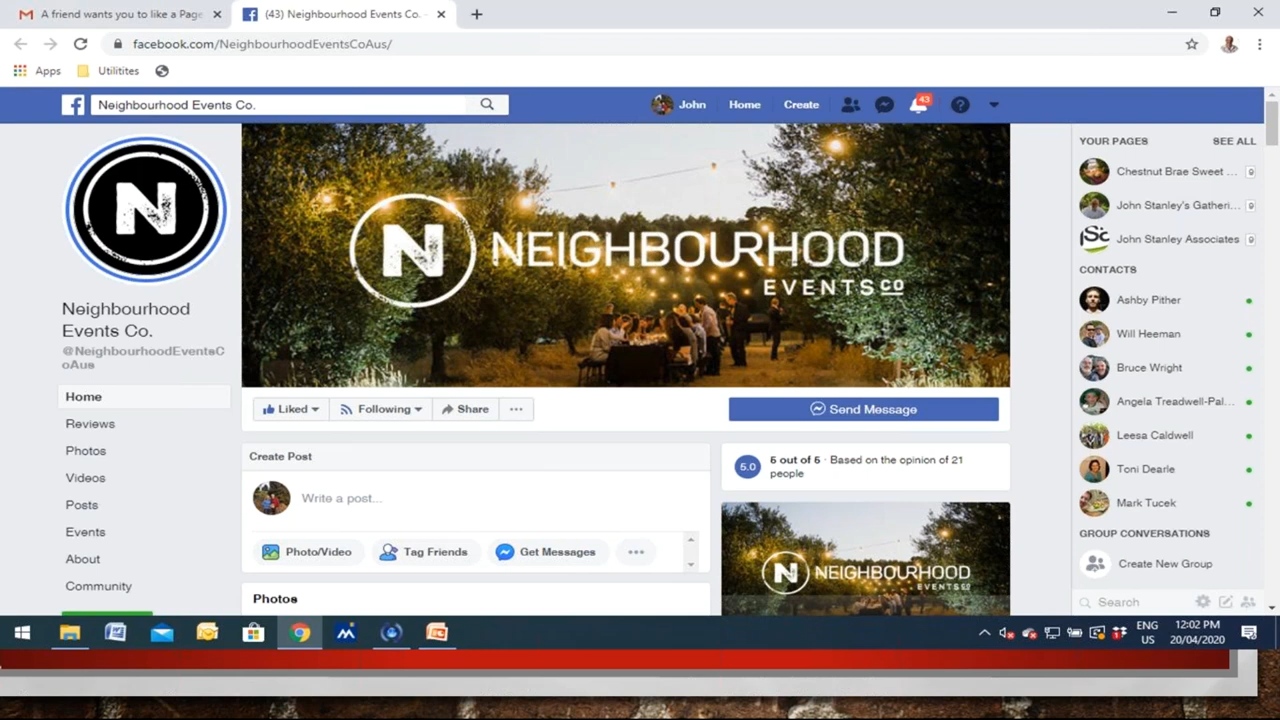 A friend wants you to like a Page
(43) Neighbourhood Events Co. -
facebook.com/NeighbourhoodEventsCoAus/
Apps
Utilitites
Neighbourhood Events Co.
John
Home
Create
43
N
Neighbourhood
Events Co.
@NeighbourhoodEventsC
oAus
Home
Reviews
Photos
Videos
Posts
Events
About
Community
N NEIGHBOURHOOD
EVENTS CO
Liked
Following
Share
Send Message
Create Post
Write a post...
Photo/Video
Tag Friends
Get Messages
Photos
5.0
5 out of 5 · Based on the opinion of 21
people
N NEIGHBOURHOOD
EVENTS CO
YOUR PAGES
SEE ALL
Chestnut Brae Sweet ...
9
John Stanley's Gatheri...
9
John Stanley Associates
9
CONTACTS
Ashby Pither
Will Heeman
Bruce Wright
Angela Treadwell-Pal...
Leesa Caldwell
Toni Dearle
Mark Tucek
GROUP CONVERSATIONS
Create New Group
Search
ENG
US
12:02 PM
20/04/2020